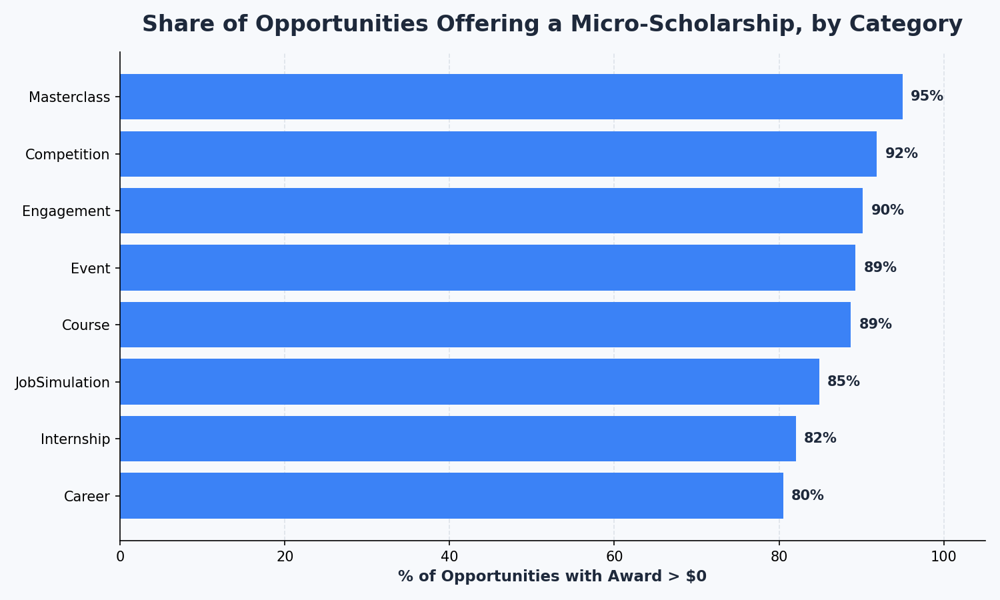 Share of Opportunities Offering a Micro-Scholarship, by Category
Masterclass 95%
Competition 92%
Engagement 90%
Event 89%
Course 89%
JobSimulation 85%
Internship 82%
Career 80%
0 20 40 60 80 100
% of Opportunities with Award > $0